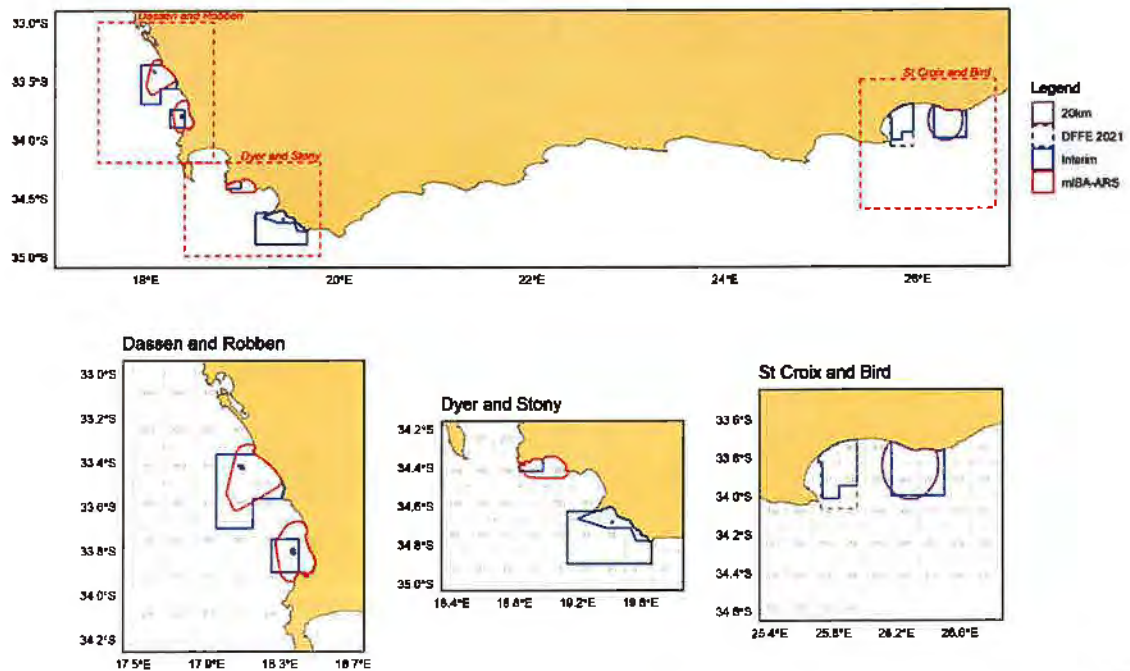 Dassen and Robben
St Croix and Bird
Dyer and Stony
33.0°S
33.5°S
34.0°S
34.5°S
35.0°S
18°E
20°E
22°E
24°E
26°E
Legend
20km
DFFE 2021
Interim
mIBA-ARS
Dassen and Robben
33.0°S
33.2°S
33.4°S
33.6°S
33.8°S
34.0°S
34.2°S
17.5°E
17.9°E
18.3°E
18.7°E
Dyer and Stony
34.2°S
34.4°S
34.6°S
34.8°S
35.0°S
18.4°E
18.8°E
19.2°E
19.6°E
St Croix and Bird
33.6°S
33.8°S
34.0°S
34.2°S
34.4°S
34.6°S
25.4°E
25.8°E
26.2°E
26.6°E